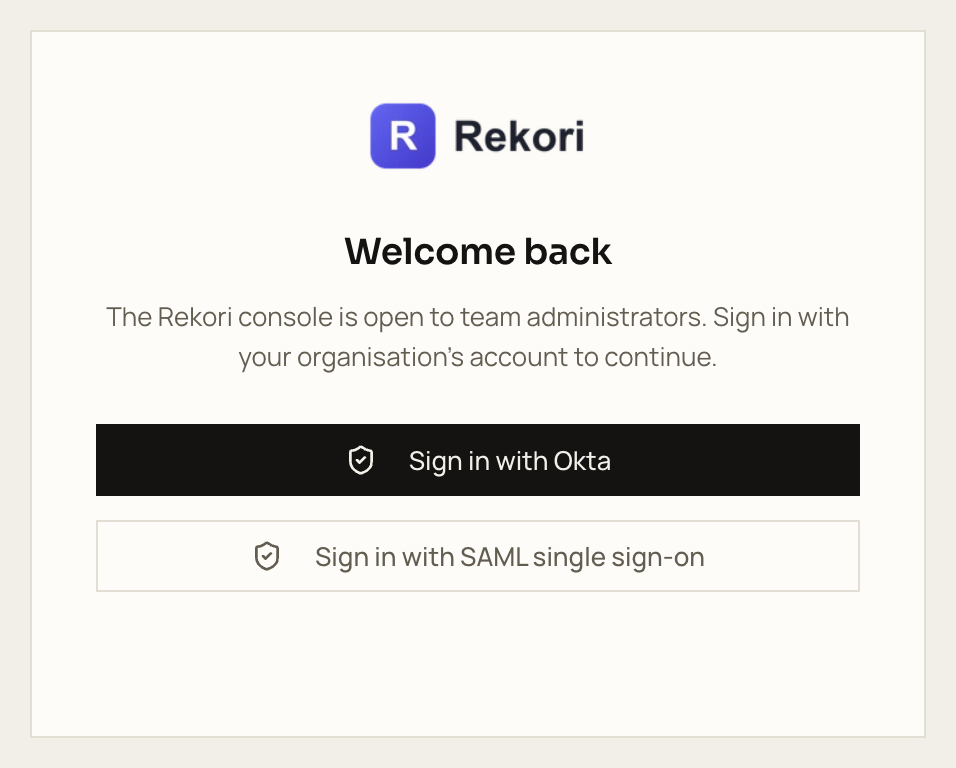 R Rekori
Welcome back
The Rekori console is open to team administrators. Sign in with
your organisation’s account to continue.
Sign in with Okta
Sign in with SAML single sign-on